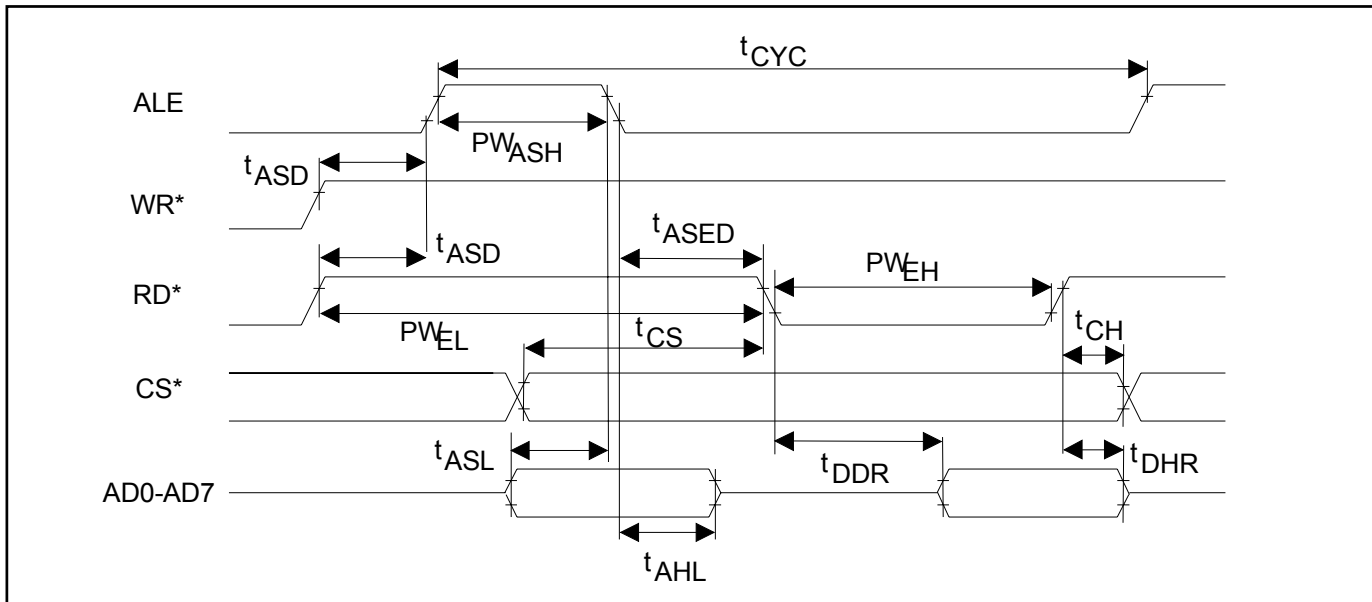 tCYC
ALE
PWASH
tASD
WR*
tASD
tASED
PWEH
RD*
PWEL
tCS
tCH
CS*
tASL
tDDR
tDHR
AD0-AD7
tAHL